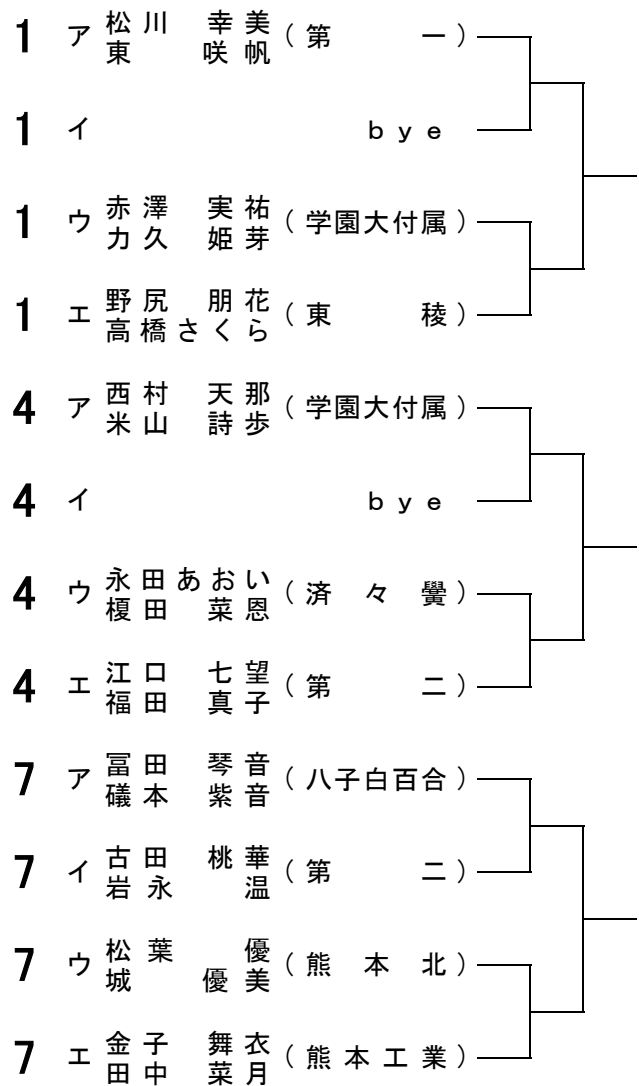 1 ア 松川 幸美 (第 一)
東 咲帆
1 イ bye
1 ウ 赤澤 実祐 (学園大付属)
力久 姫芽
1 エ 野尻 朋花 (東 稜)
高橋さくら
4 ア 西村 天那 (学園大付属)
米山 詩歩
4 イ bye
4 ウ 永田あおい (済々黌)
榎田 菜恩
4 エ 江口 七望 (第 二)
福田 真子
7 ア 冨田 琴音 (八子白百合)
礒本 紫音
7 イ 古田 桃華 (第 二)
岩永 温
7 ウ 松葉 優 (熊本北)
城 優美
7 エ 金子 舞衣 (熊本工業)
田中 菜月